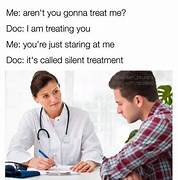 Me: aren't you gonna treat me?
Doc: I am treating you
Me: you're just staring at me
Doc: it's called silent treatment